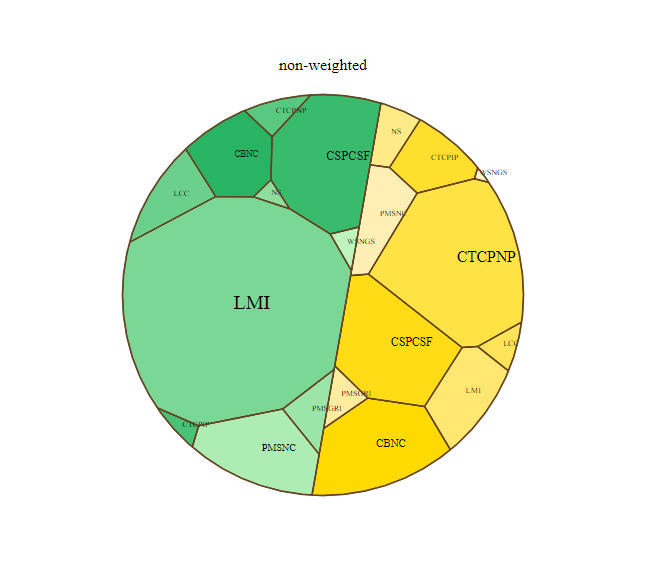 non-weighted
CTCPNP
NS
CBNC
CSPCSF
CTCPIP
WSNGS
LCC
NS
PMSNC
WSNGS
CTCPNP
LMI
CSPCSF
LCC
LMI
PMSGRI
PMSGRI
CTCPIP
PMSNC
CBNC